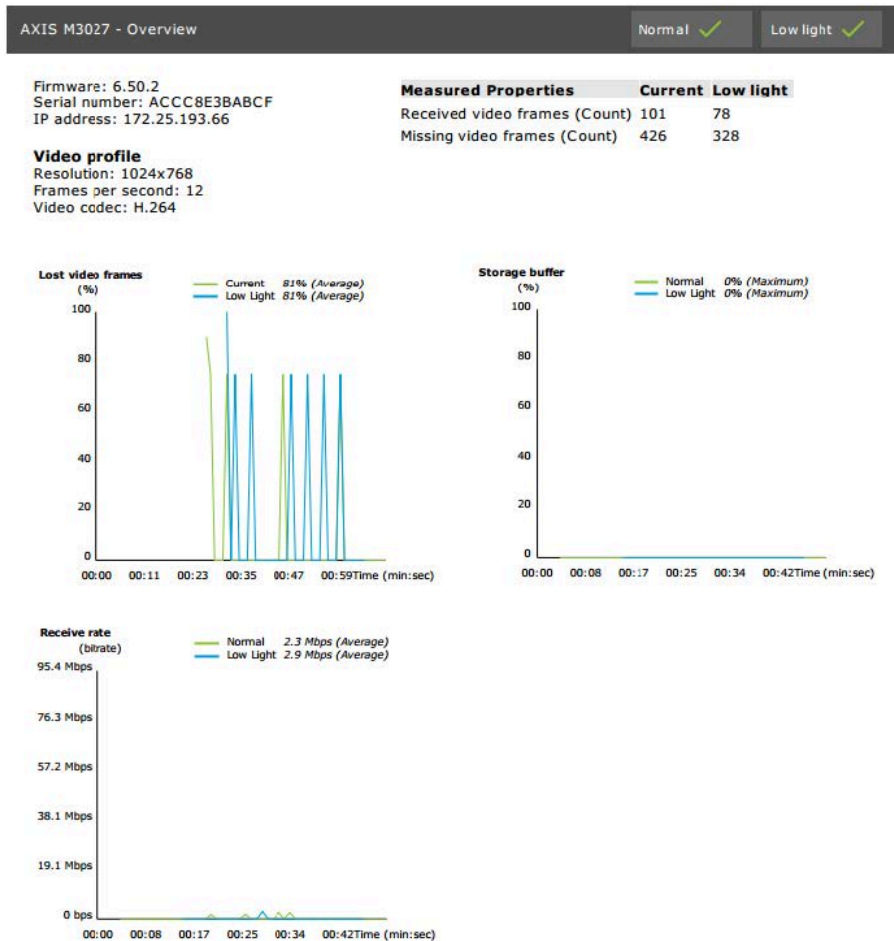 AXIS M3027 - Overview
Normal
Low light
Firmware: 6.50.2
Serial number: ACCC8E3BABCF
IP address: 172.25.193.66
Video profile
Resolution: 1024x768
Frames per second: 12
Video codec: H.264
Measured Properties Current Low light
Received video frames (Count) 101 78
Missing video frames (Count) 426 328
Lost video frames
(%)
Current 81% (Average)
Low Light 81% (Average)
100
80
60
40
20
0
00:00 00:11 00:23 00:35 00:47 00:59Time (min:sec)
Storage buffer
(%)
Normal 0% (Maximum)
Low Light 0% (Maximum)
100
80
60
40
20
0
00:00 00:08 00:17 00:25 00:34 00:42Time (min:sec)
Receive rate
(bitrate)
Normal 2.3 Mbps (Average)
Low Light 2.9 Mbps (Average)
95.4 Mbps
76.3 Mbps
57.2 Mbps
38.1 Mbps
19.1 Mbps
0 bps
00:00 00:08 00:17 00:25 00:34 00:42Time (min:sec)